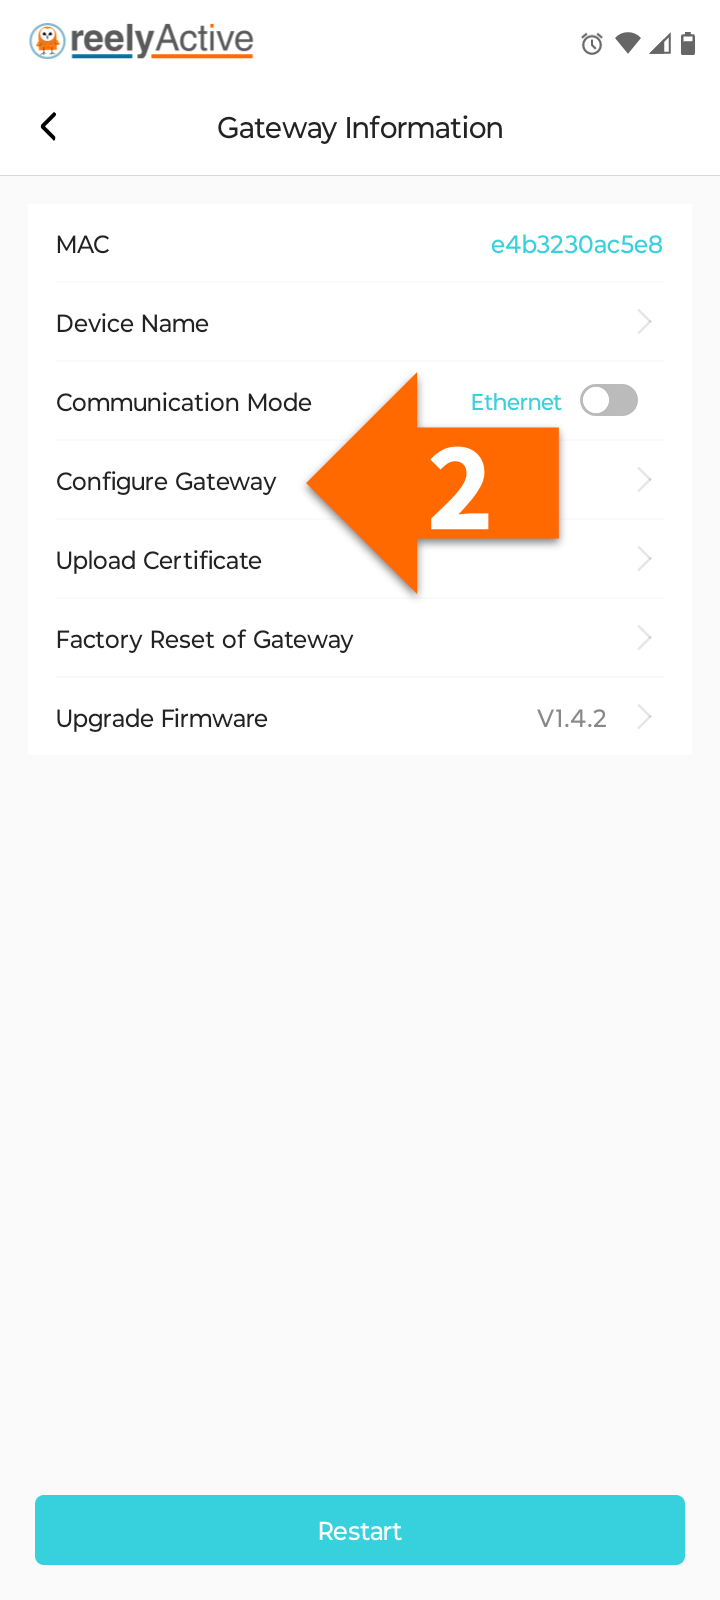 reelyActive
Gateway Information
MAC e4b3230ac5e8
Device Name
Communication Mode Ethernet
Configure Gateway 2
Upload Certificate
Factory Reset of Gateway
Upgrade Firmware V1.4.2
Restart